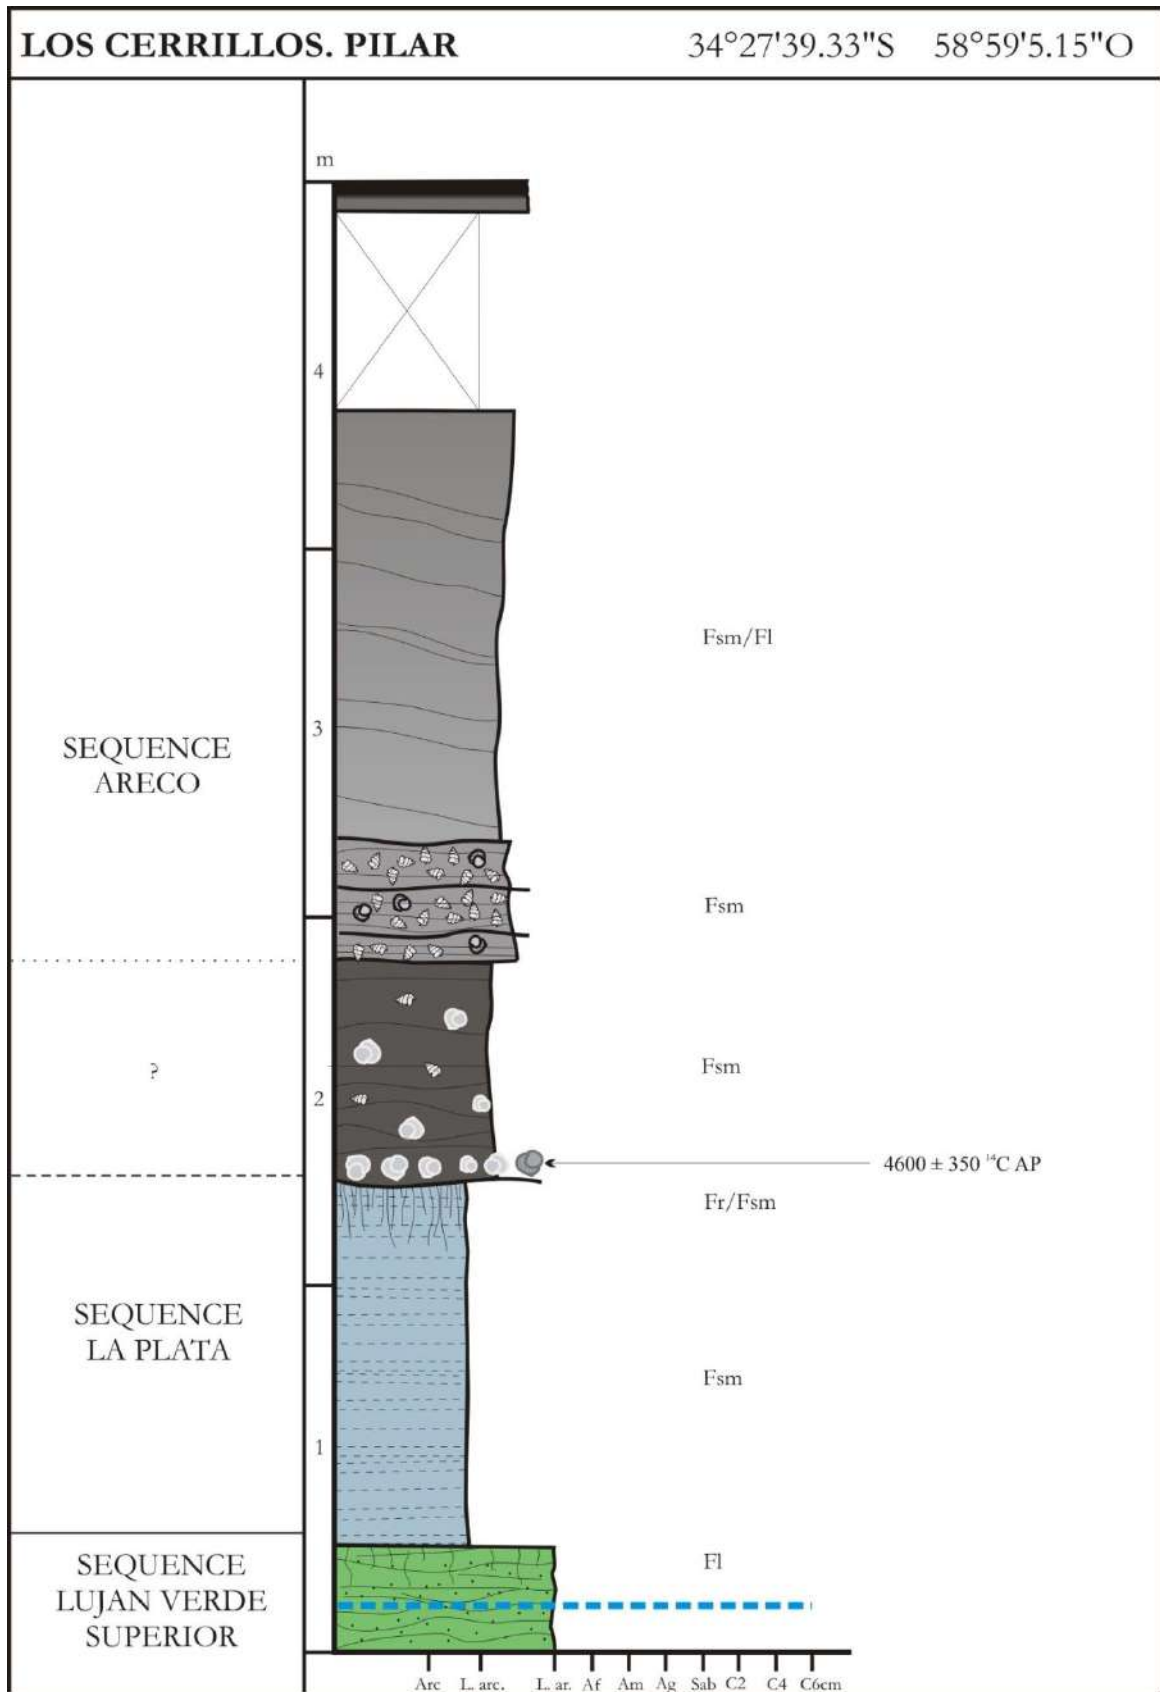 LOS CERRILLOS. PILAR 34°27'39.33"S 58°59'5.15"O
m
4
Fsm/Fl
3
SEQUENCE
ARECO
Fsm
?
Fsm
2
4600 ± 350 ¹⁴C AP
Fr/Fsm
SEQUENCE
LA PLATA
Fsm
1
SEQUENCE
LUJAN VERDE
SUPERIOR
Fl
Arc L. arc. L. ar. Af Am Ag Sab C2 C4 C6cm